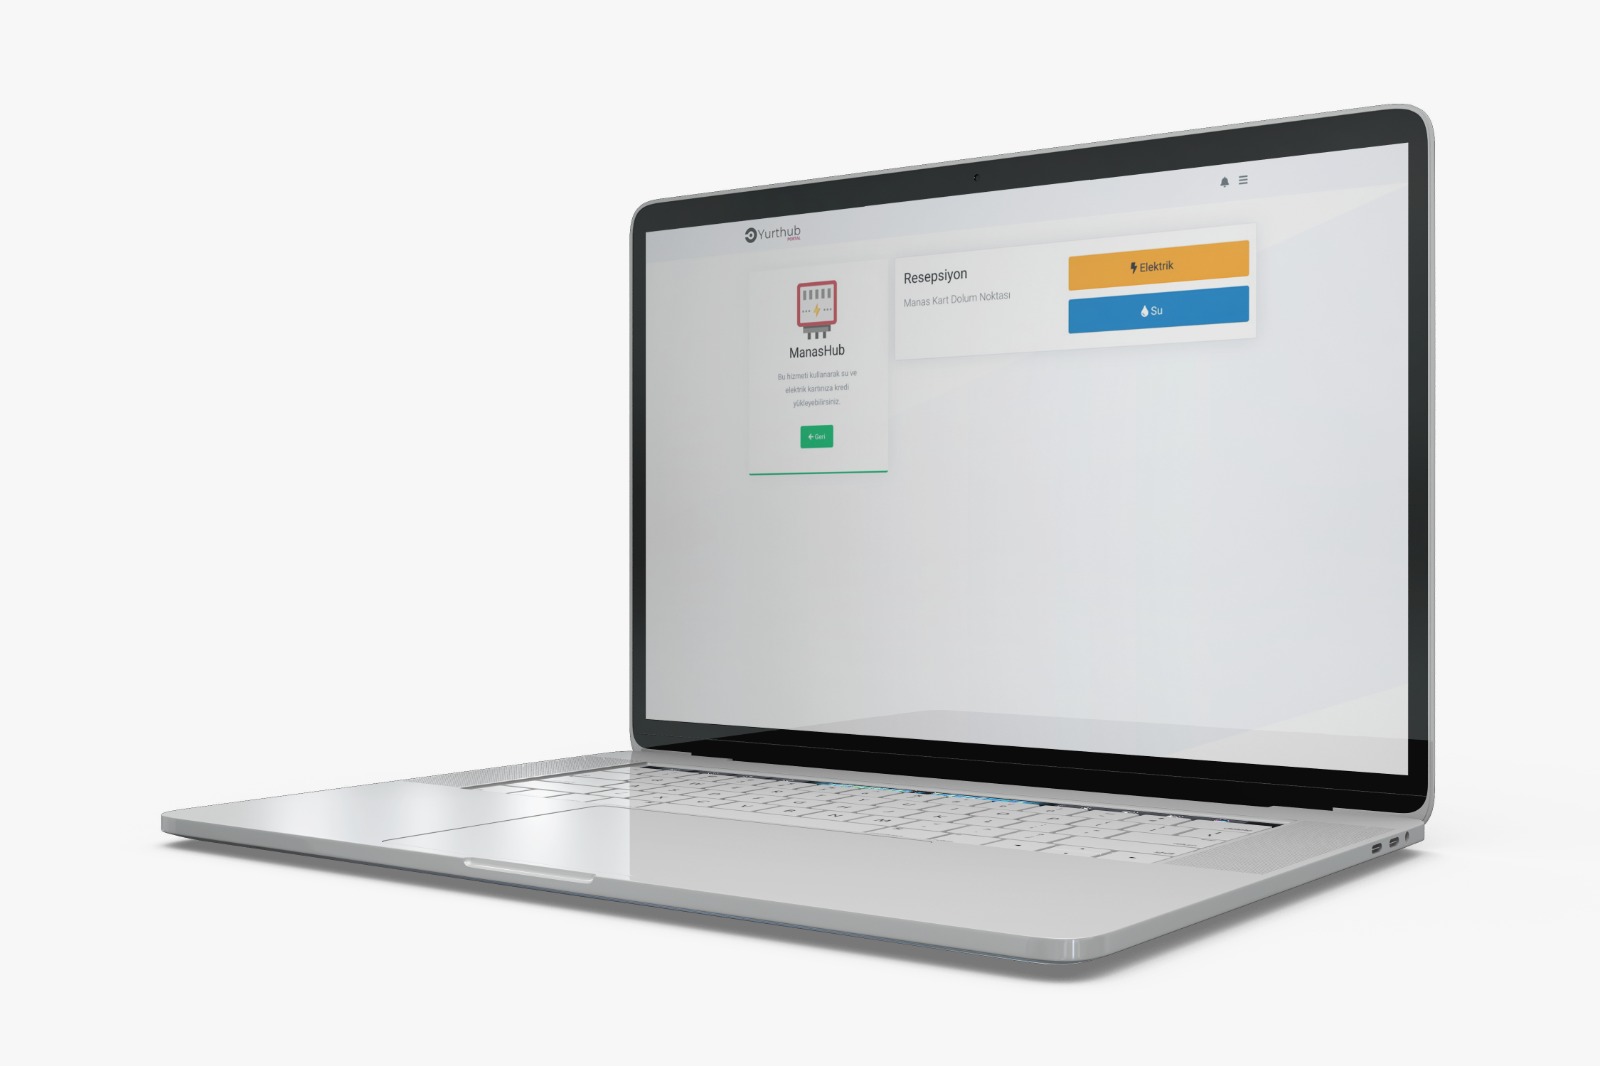 Yurthub
PORTAL
ManasHub
Bu hizmeti kullanarak su ve
elektrik kartınıza kredi
yükleyebilirsiniz.
Geri
Resepsiyon
Manas Kart Dolum Noktası
Elektrik
Su